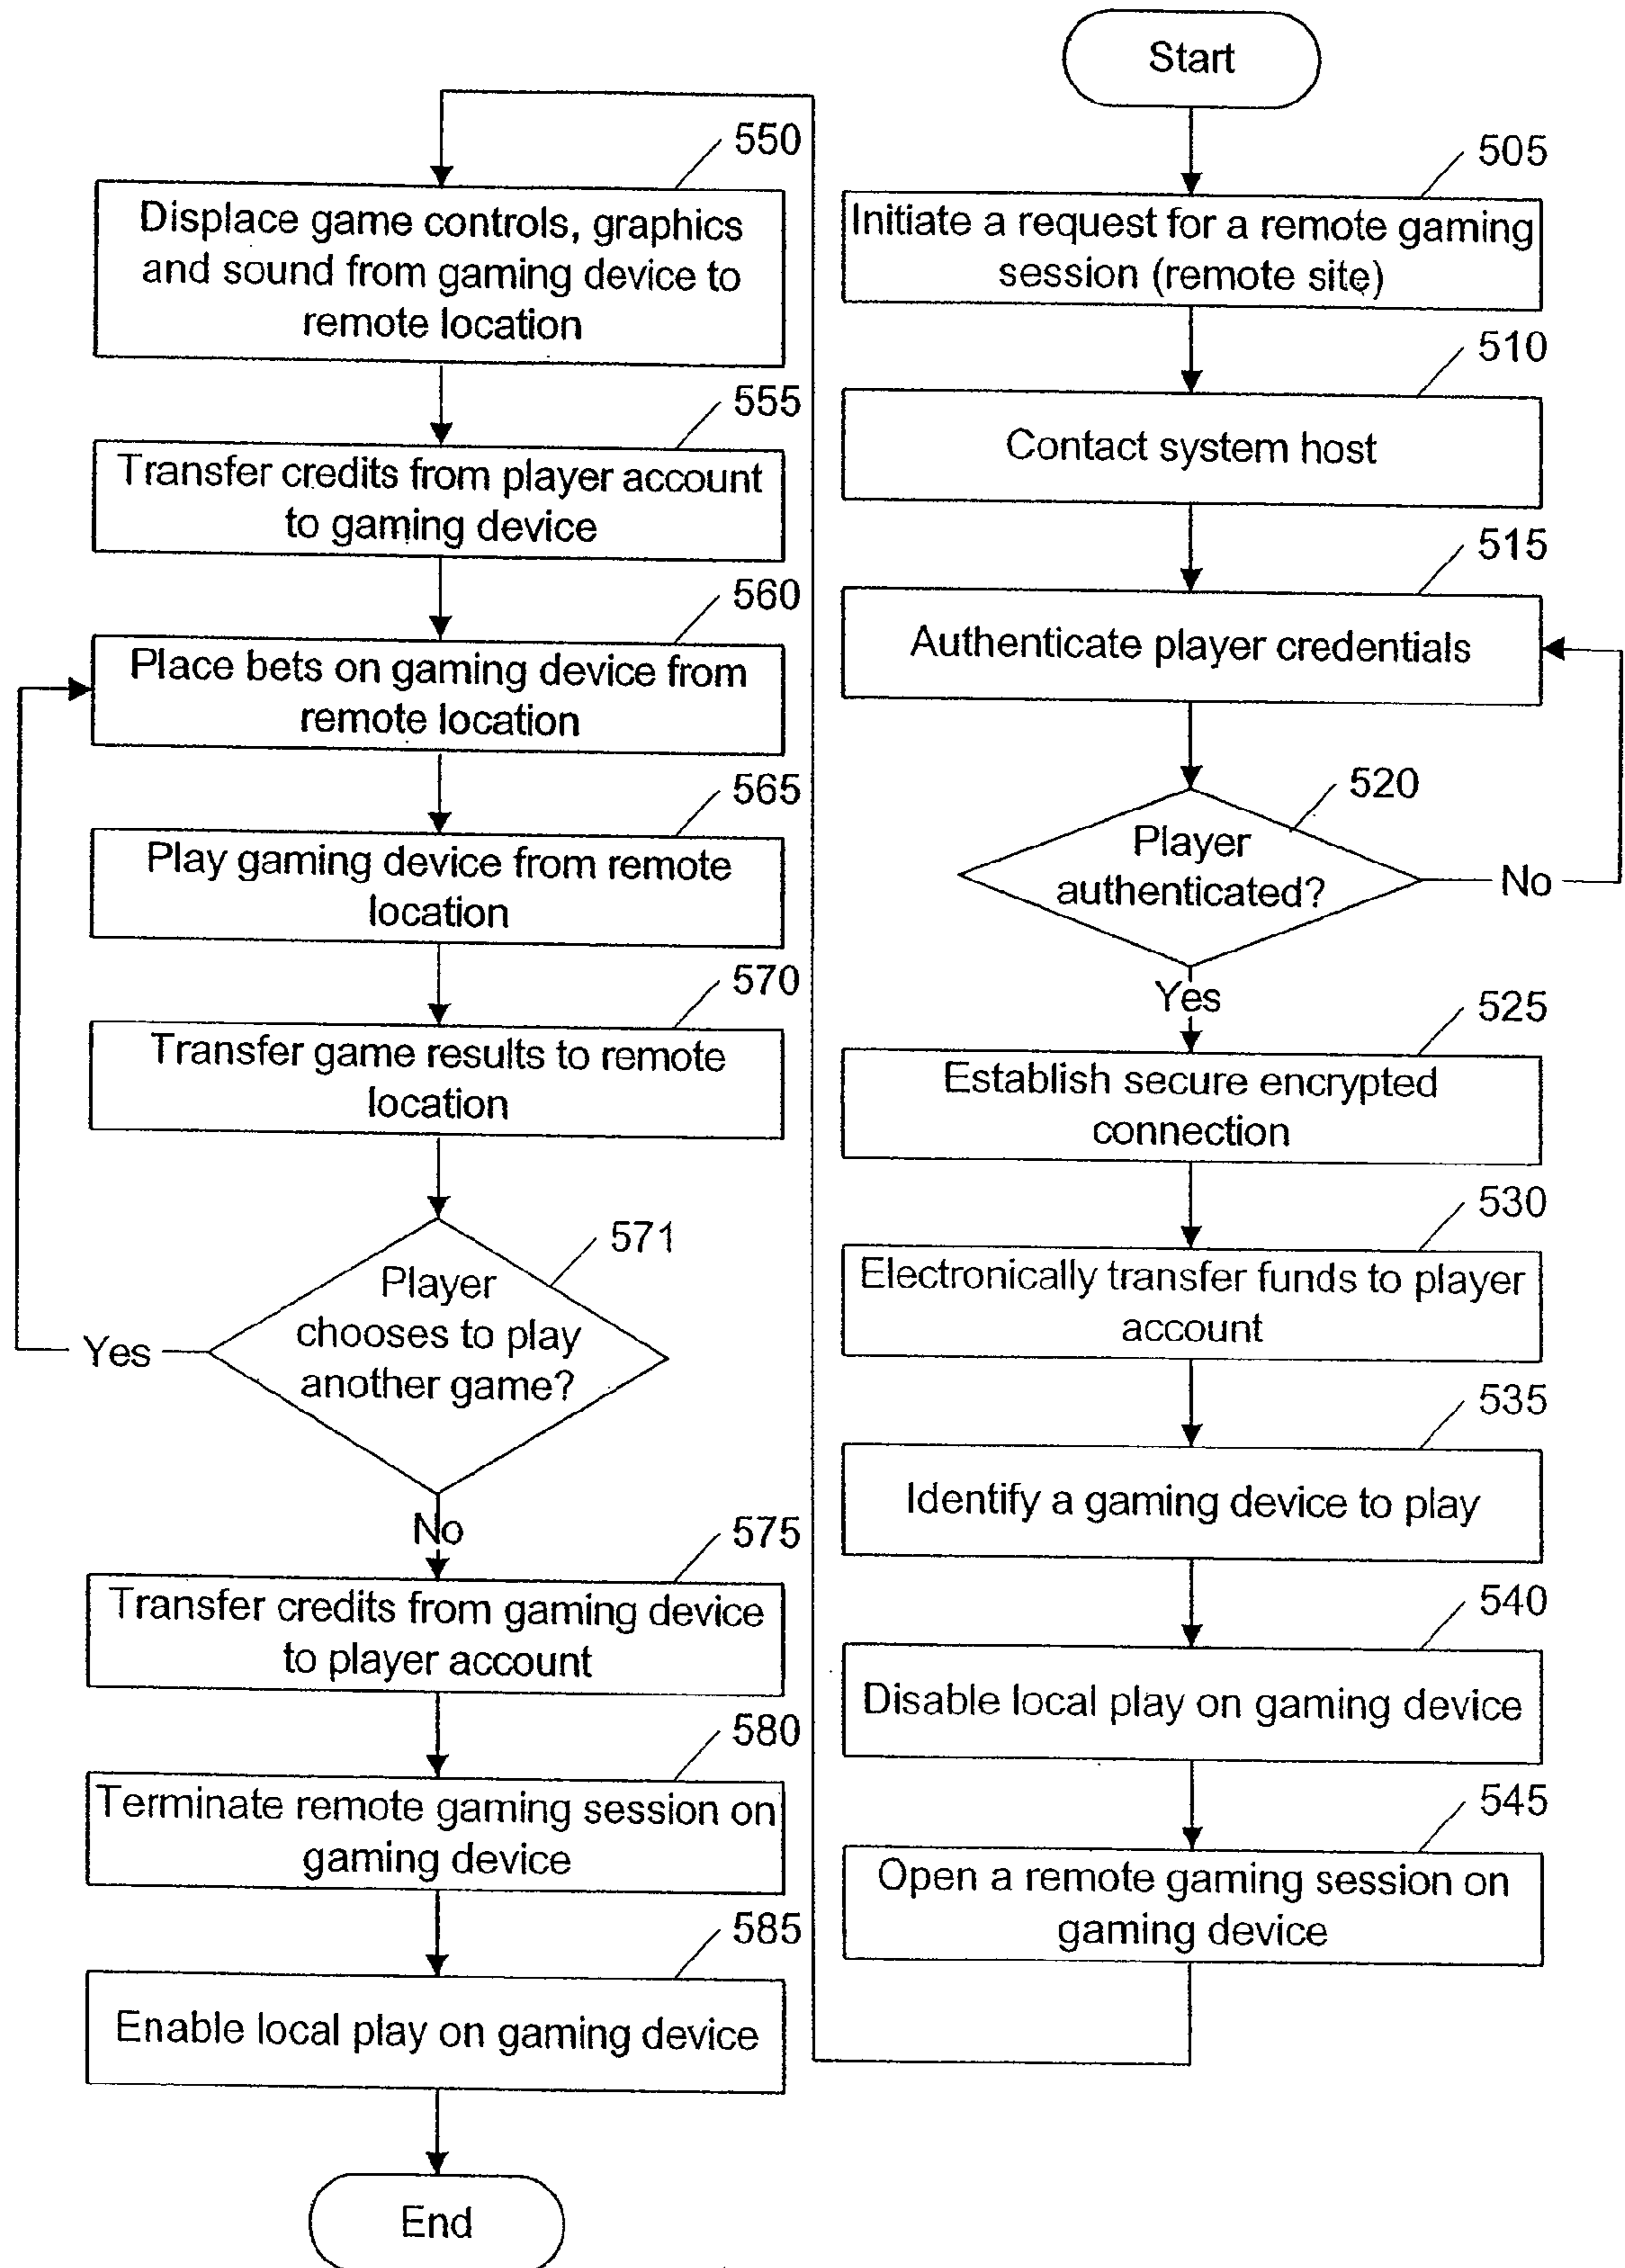 Start
505
Initiate a request for a remote gaming
session (remote site)
510
Contact system host
515
Authenticate player credentials
520
Player
authenticated?
No
Yes
525
Establish secure encrypted
connection
530
Electronically transfer funds to player
account
535
Identify a gaming device to play
540
Disable local play on gaming device
545
Open a remote gaming session on
gaming device
550
Displace game controls, graphics
and sound from gaming device to
remote location
555
Transfer credits from player account
to gaming device
560
Place bets on gaming device from
remote location
565
Play gaming device from remote
location
570
Transfer game results to remote
location
571
Player
chooses to play
another game?
Yes
No
575
Transfer credits from gaming device
to player account
580
Terminate remote gaming session on
gaming device
585
Enable local play on gaming device
End